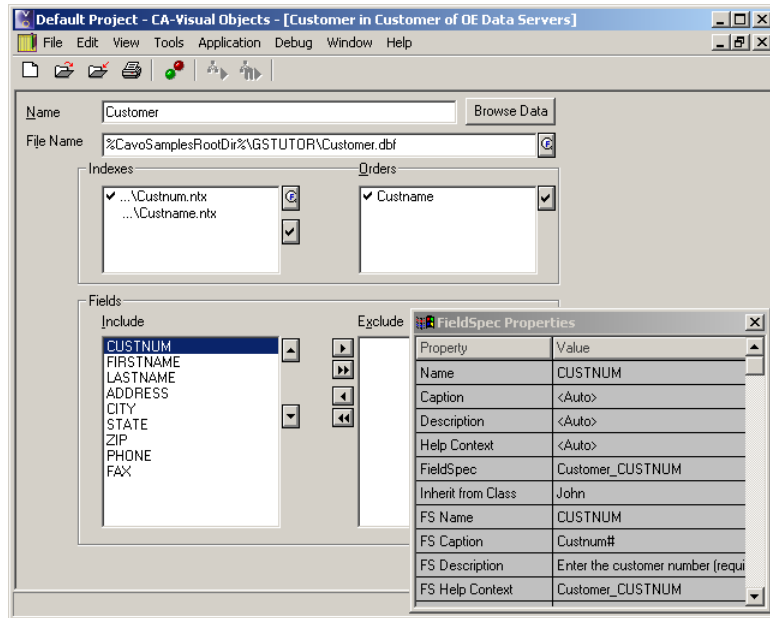 Default Project - CA-Visual Objects - [Customer in Customer of OE Data Servers]
File Edit View Tools Application Debug Window Help
Name Customer Browse Data
File Name %CavoSamplesRootDir%\GSTUTOR\Customer.dbf
Indexes Orders
...\Custnum.ntx Custname
...\Custname.ntx
Fields
Include Exclude
CUSTNUM
FIRSTNAME
LASTNAME
ADDRESS
CITY
STATE
ZIP
PHONE
FAX
FieldSpec Properties
Property Value
Name CUSTNUM
Caption <Auto>
Description <Auto>
Help Context <Auto>
FieldSpec Customer_CUSTNUM
Inherit from Class John
FS Name CUSTNUM
FS Caption Custnum#
FS Description Enter the customer number (requi
FS Help Context Customer_CUSTNUM